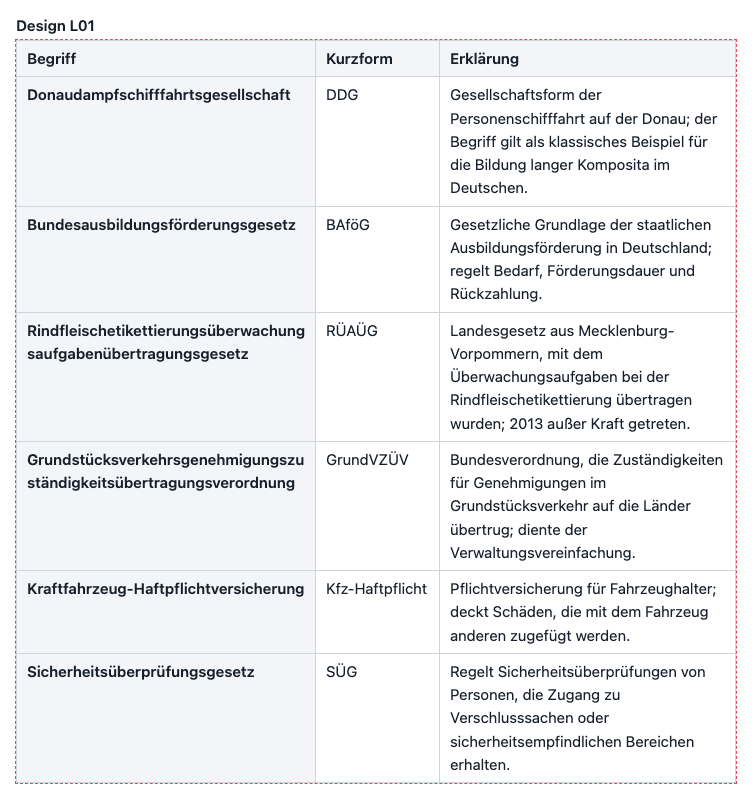 Design L01
Begriff Kurzform Erklärung
Donaudampfschifffahrtsgesellschaft DDG Gesellschaftsform der
Personenschifffahrt auf der Donau; der
Begriff gilt als klassisches Beispiel für
die Bildung langer Komposita im
Deutschen.
Bundesausbildungsförderungsgesetz BAföG Gesetzliche Grundlage der staatlichen
Ausbildungsförderung in Deutschland;
regelt Bedarf, Förderungsdauer und
Rückzahlung.
Rindfleischetikettierungsüberwachung RÜAÜG Landesgesetz aus Mecklenburg-
saufgabenübertragungsgesetz Vorpommern, mit dem
Überwachungsaufgaben bei der
Rindfleischetikettierung übertragen
wurden; 2013 außer Kraft getreten.
Grundstücksverkehrsgenehmigungszu GrundVZÜV Bundesverordnung, die Zuständigkeiten
ständigkeitsübertragungsverordnung für Genehmigungen im
Grundstücksverkehr auf die Länder
übertrug; diente der
Verwaltungsvereinfachung.
Kraftfahrzeug-Haftpflichtversicherung Kfz-Haftpflicht Pflichtversicherung für Fahrzeughalter;
deckt Schäden, die mit dem Fahrzeug
anderen zugefügt werden.
Sicherheitsüberprüfungsgesetz SÜG Regelt Sicherheitsüberprüfungen von
Personen, die Zugang zu
Verschlusssachen oder
sicherheitsempfindlichen Bereichen
erhalten.